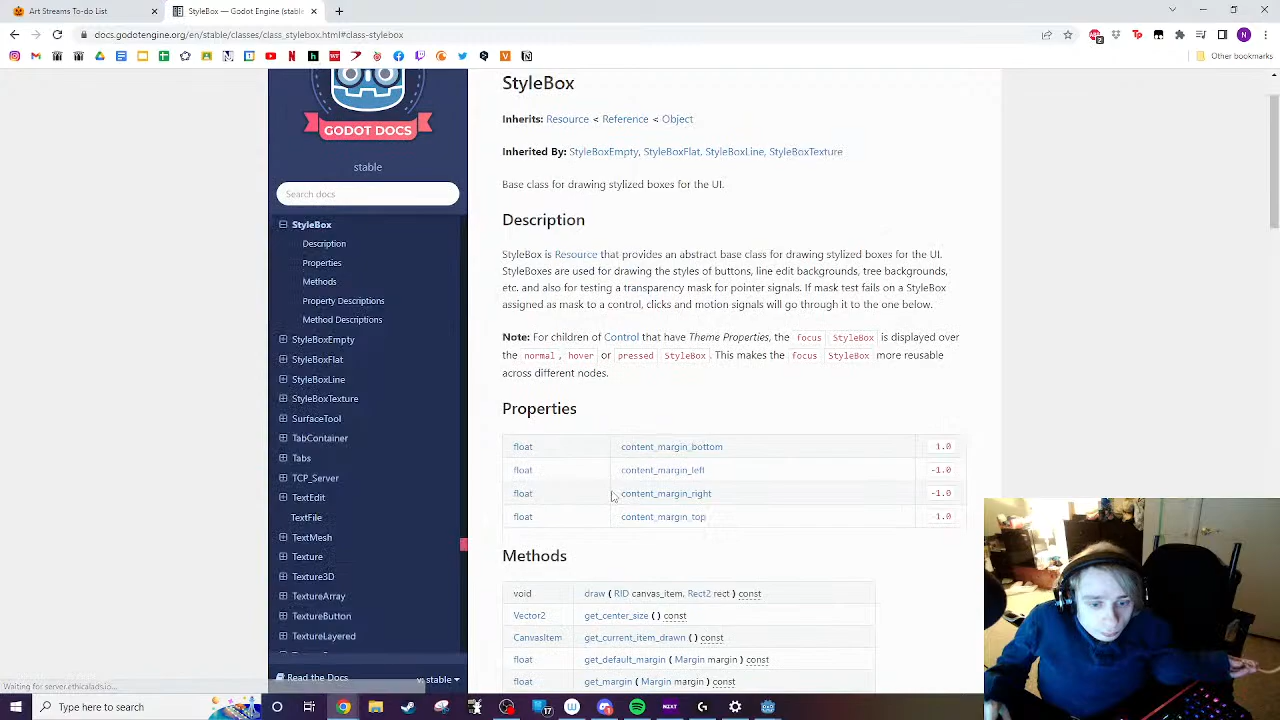 Art Streams To-do List
StyleBox — Godot Engine (stable
docs.godotengine.org/en/stable/classes/class_stylebox.html#class-stylebox
Other bookmarks
GODOT DOCS
stable
Search docs
StyleBox
Description
Properties
Methods
Property Descriptions
Method Descriptions
StyleBoxEmpty
StyleBoxFlat
StyleBoxLine
StyleBoxTexture
SurfaceTool
TabContainer
Tabs
TCP_Server
TextEdit
TextFile
TextMesh
Texture
Texture3D
TextureArray
TextureButton
TextureLayered
Read the Docs
v: stable
StyleBox
Inherits: Resource < Reference < Object
Inherited By: StyleBoxEmpty, StyleBoxFlat, StyleBoxLine, StyleBoxTexture
Base class for drawing stylized boxes for the UI.
Description
StyleBox is Resource that provides an abstract base class for drawing stylized boxes for the UI.
StyleBoxes are used for drawing the styles of buttons, line edit backgrounds, tree backgrounds,
etc. and also for testing a transparency mask for pointer signals. If mask test fails on a StyleBox
assigned as mask to a control, clicks and motion signals will go through it to the one below.
Note: For children of Control that have Theme Properties, the focus StyleBox is displayed over
the normal, hover or pressed StyleBox. This makes the focus StyleBox more reusable
across different nodes.
Properties
float content_margin_bottom 1.0
float content_margin_left -1.0
float content_margin_right -1.0
float content_margin_top 1.0
Methods
void draw ( RID canvas_item, Rect2 rect ) const
Vector2 get_center_size ( ) const
CanvasItem get_current_item_drawn ( ) const
float get_default_margin ( Margin margin ) const
float get_margin ( Margin margin ) const
Waiting for server.ethicalads.io...
Type here to search